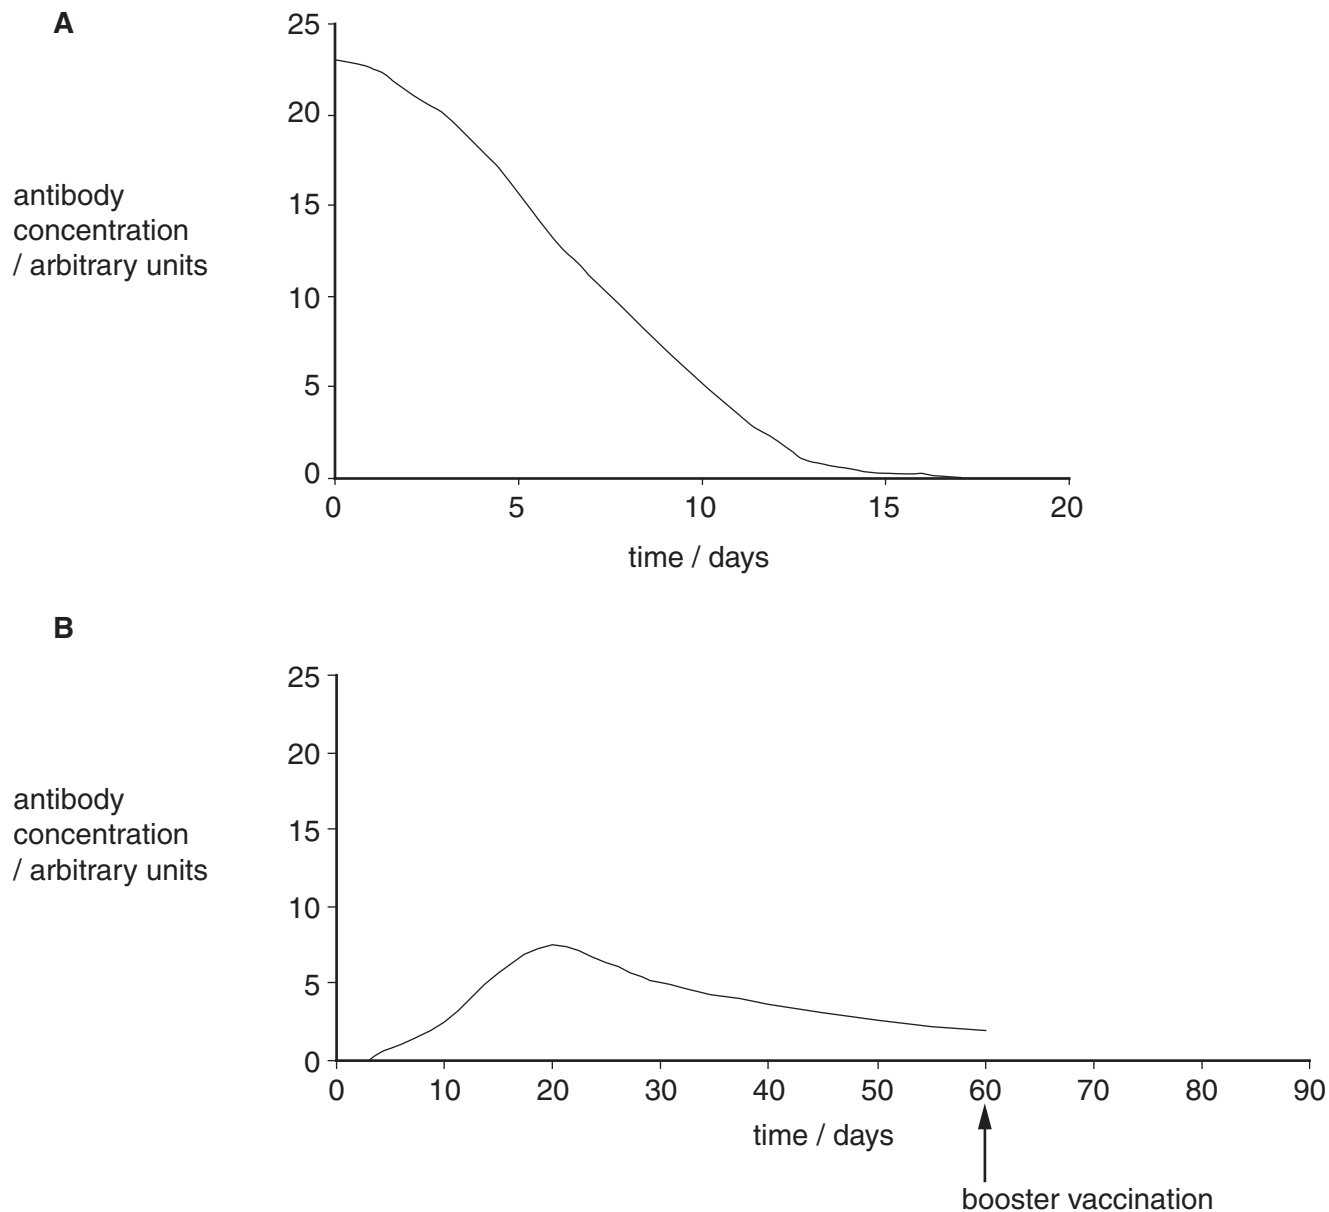 A
25
20
15
10
5
0
antibody
concentration
/ arbitrary units
0 5 10 15 20
time / days
B
25
20
15
10
5
0
antibody
concentration
/ arbitrary units
0 10 20 30 40 50 60 70 80 90
time / days
booster vaccination